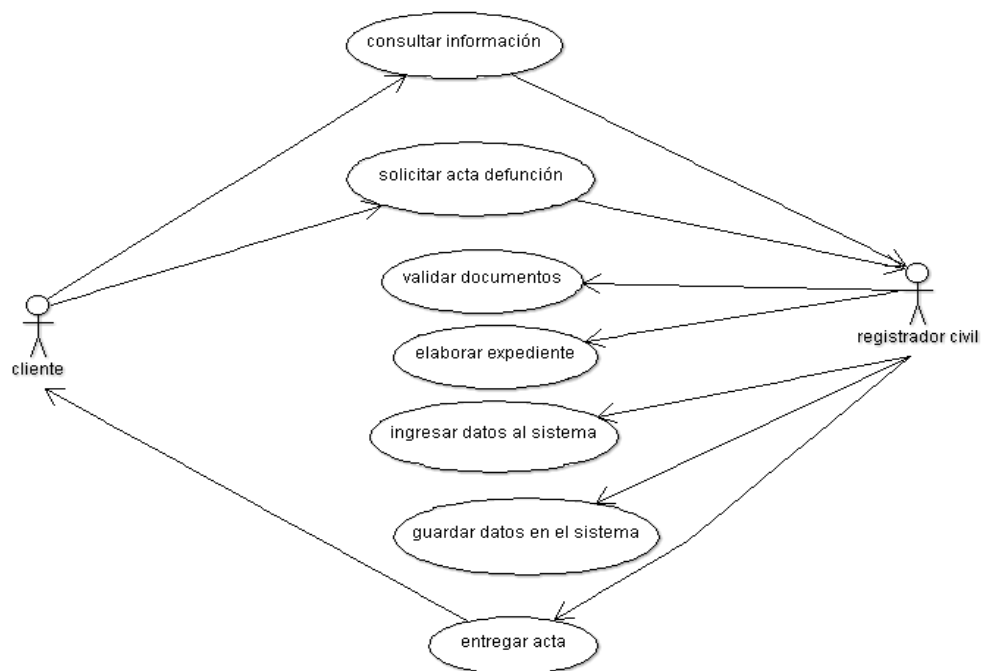 consultar información
solicitar acta defunción
validar documentos
registrador civil
elaborar expediente
cliente
ingresar datos al sistema
guardar datos en el sistema
entregar acta